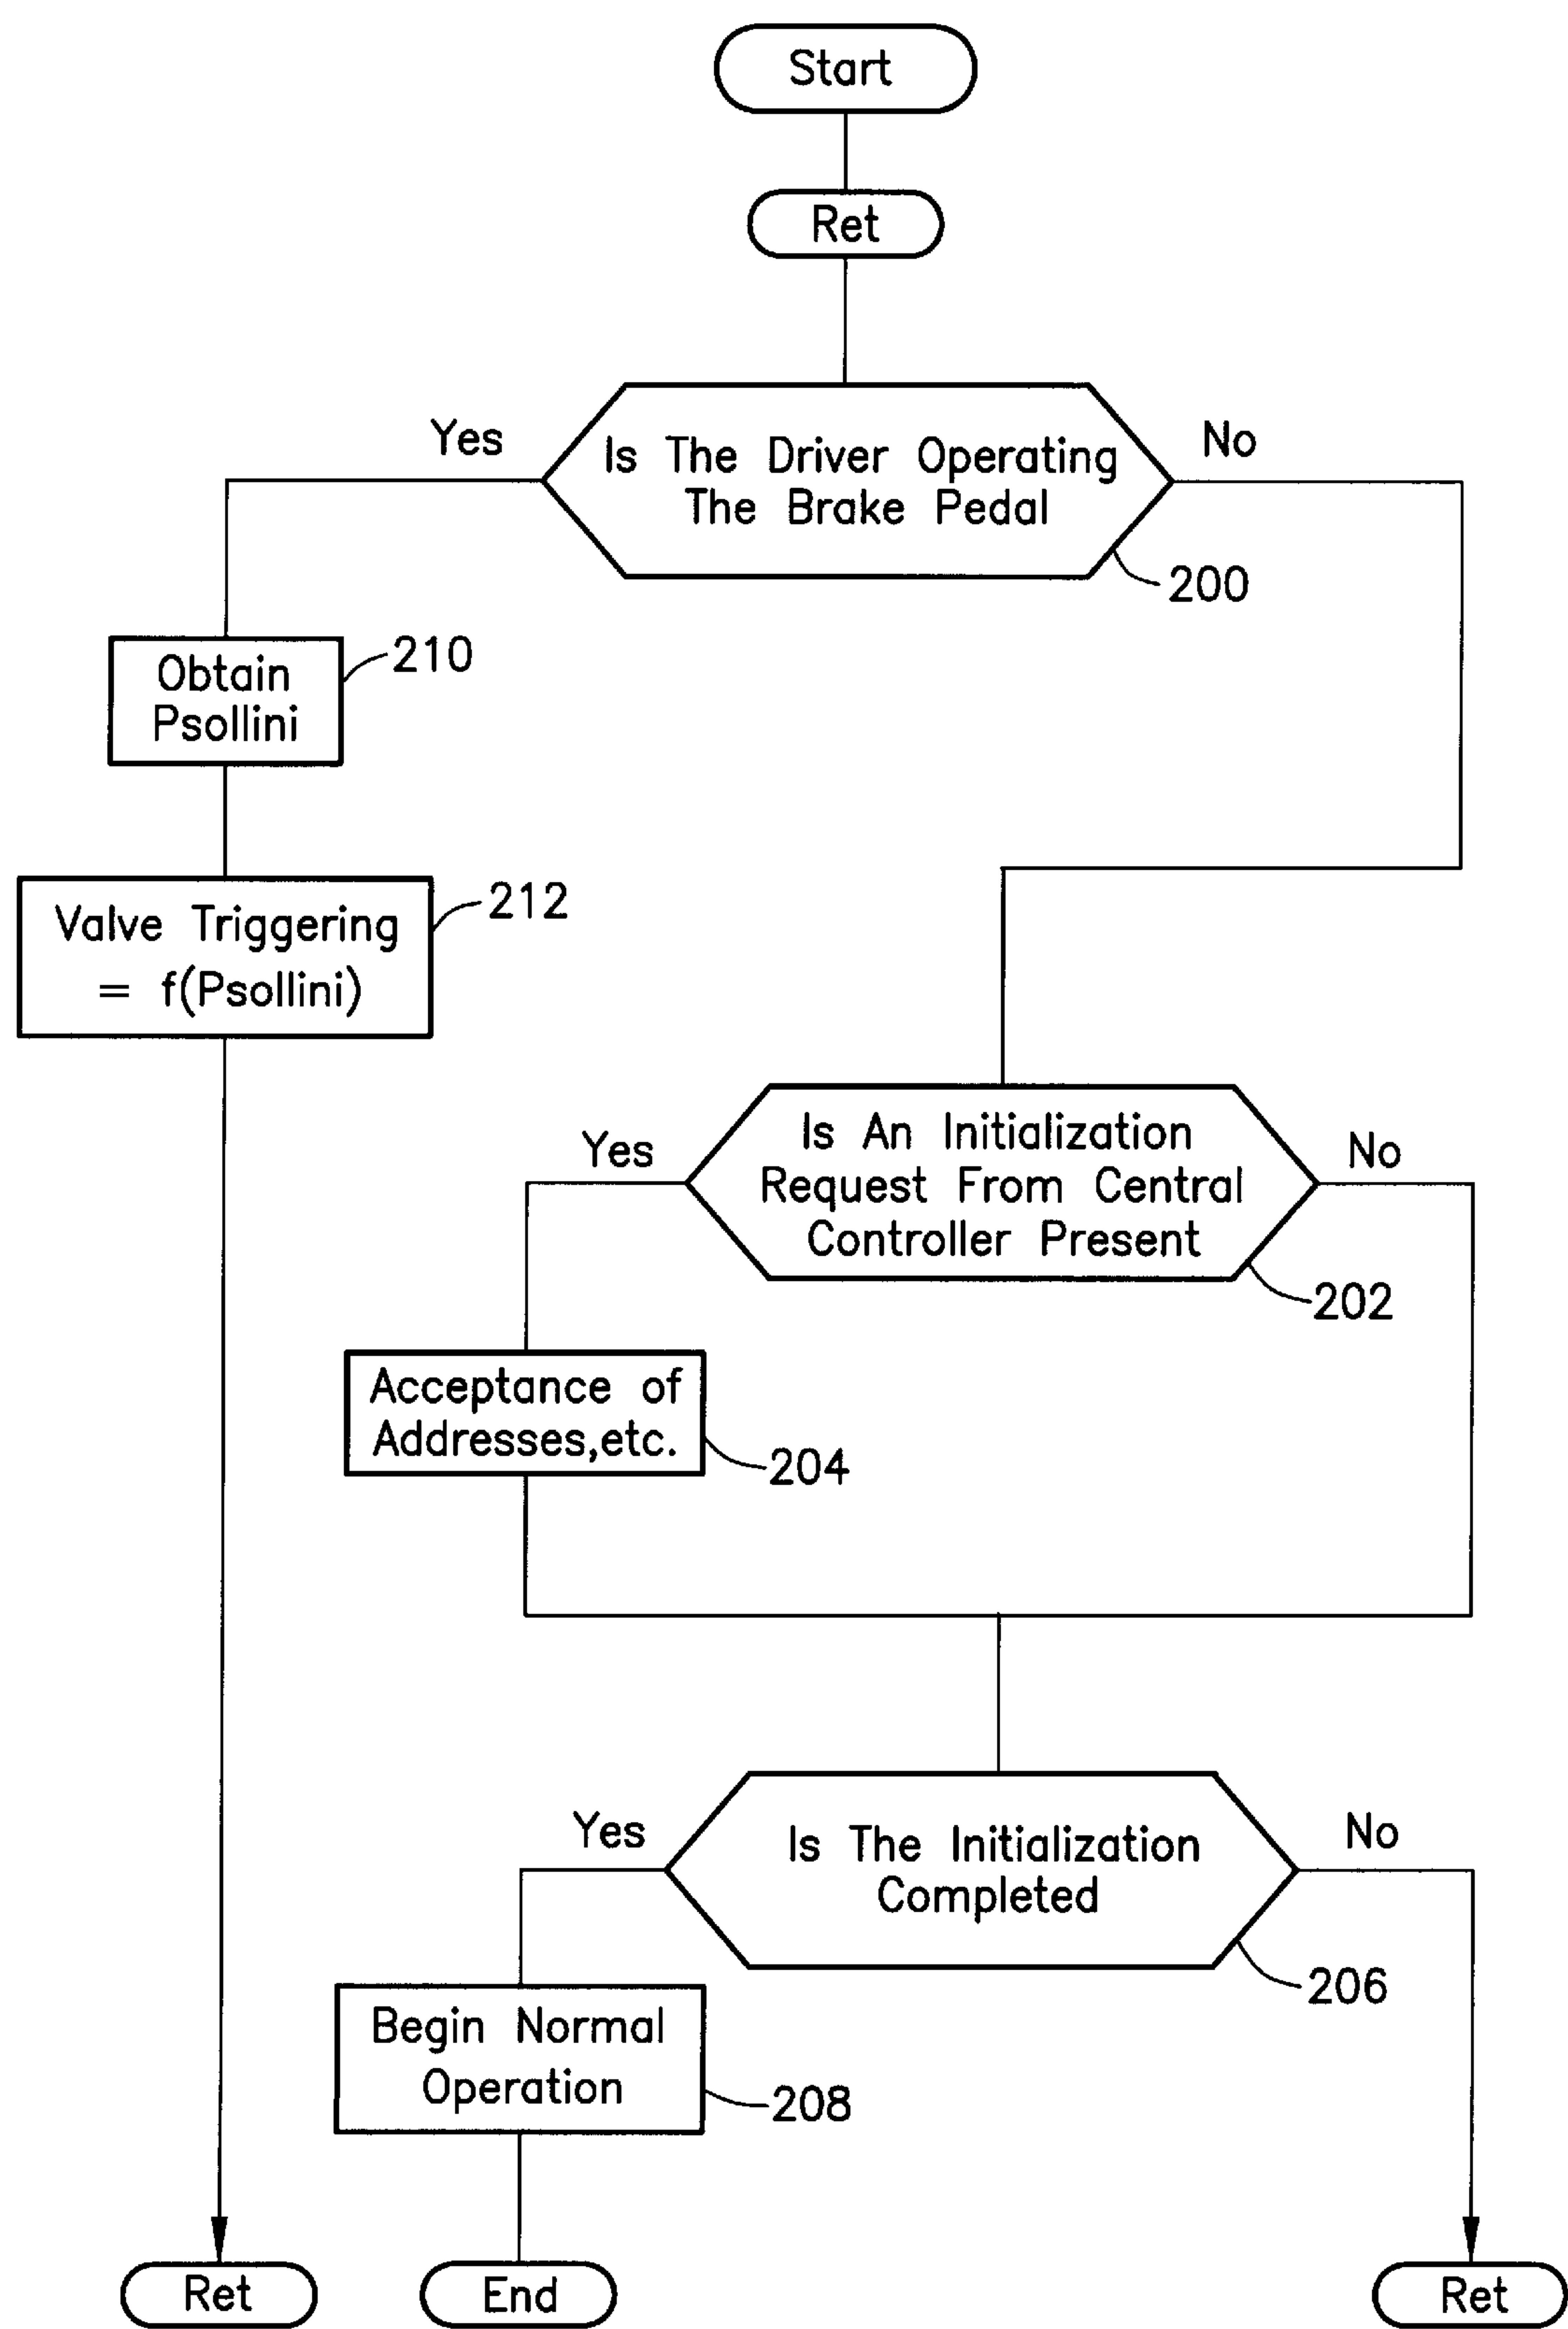 Start
Ret
Yes
Is The Driver Operating
The Brake Pedal
No
200
Obtain
Psollini
210
Valve Triggering
= f(Psollini)
212
Yes
Is An Initialization
Request From Central
Controller Present
No
202
Acceptance of
Addresses,etc.
204
Yes
Is The Initialization
Completed
No
206
Begin Normal
Operation
208
Ret
End
Ret